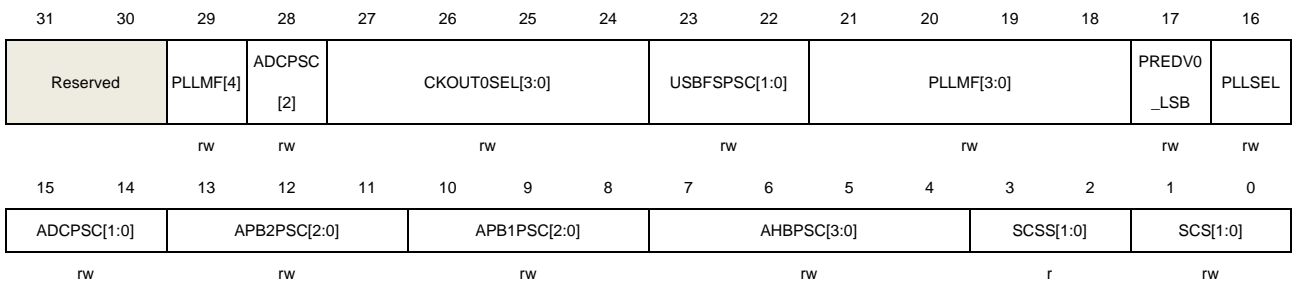 31 30 29 28 27 26 25 24 23 22 21 20 19 18 17 16
Reserved PLLMF[4] ADCPSC [2] CKOUT0SEL[3:0] USBFSPSC[1:0] PLLMF[3:0] PREDV0 _LSB PLLSEL
rw rw rw rw rw rw rw
15 14 13 12 11 10 9 8 7 6 5 4 3 2 1 0
ADCPSC[1:0] APB2PSC[2:0] APB1PSC[2:0] AHBPSC[3:0] SCSS[1:0] SCS[1:0]
rw rw rw rw r rw